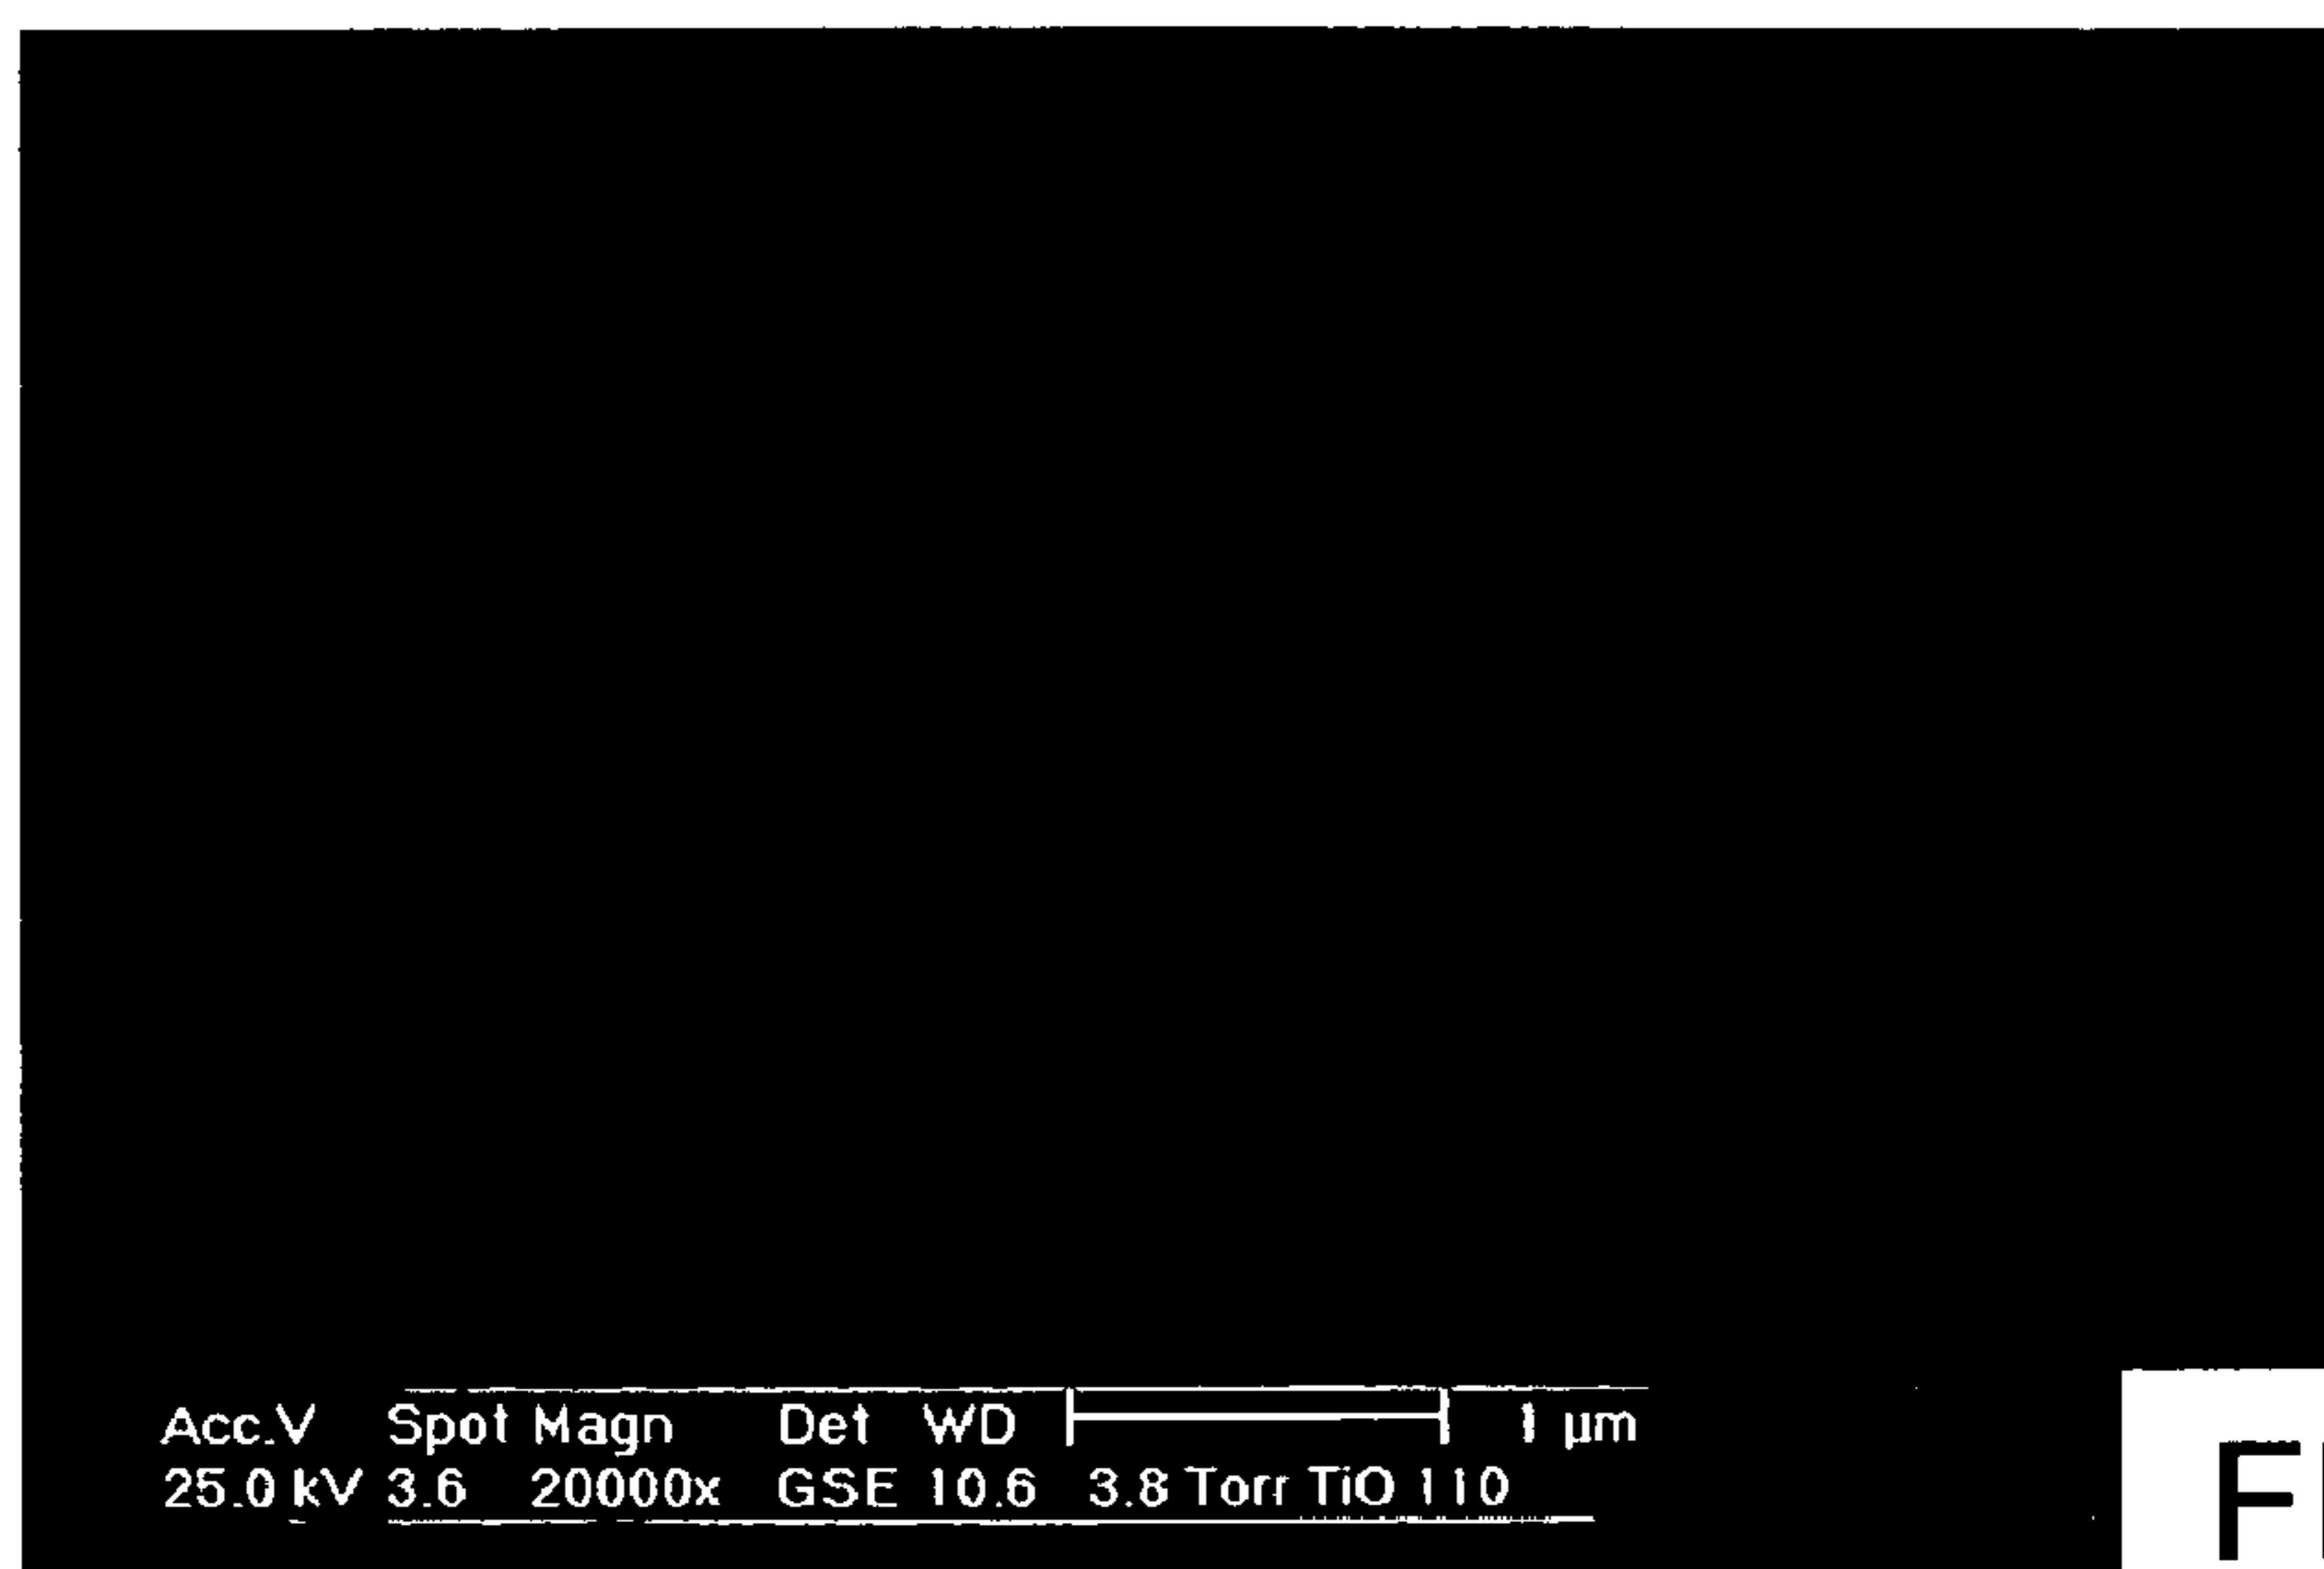 Acc.V Spot Magn Det WD 1 µm
25.0 kV 3.6 20000x GSE 10.6 3.8 Torr TiO 110
F